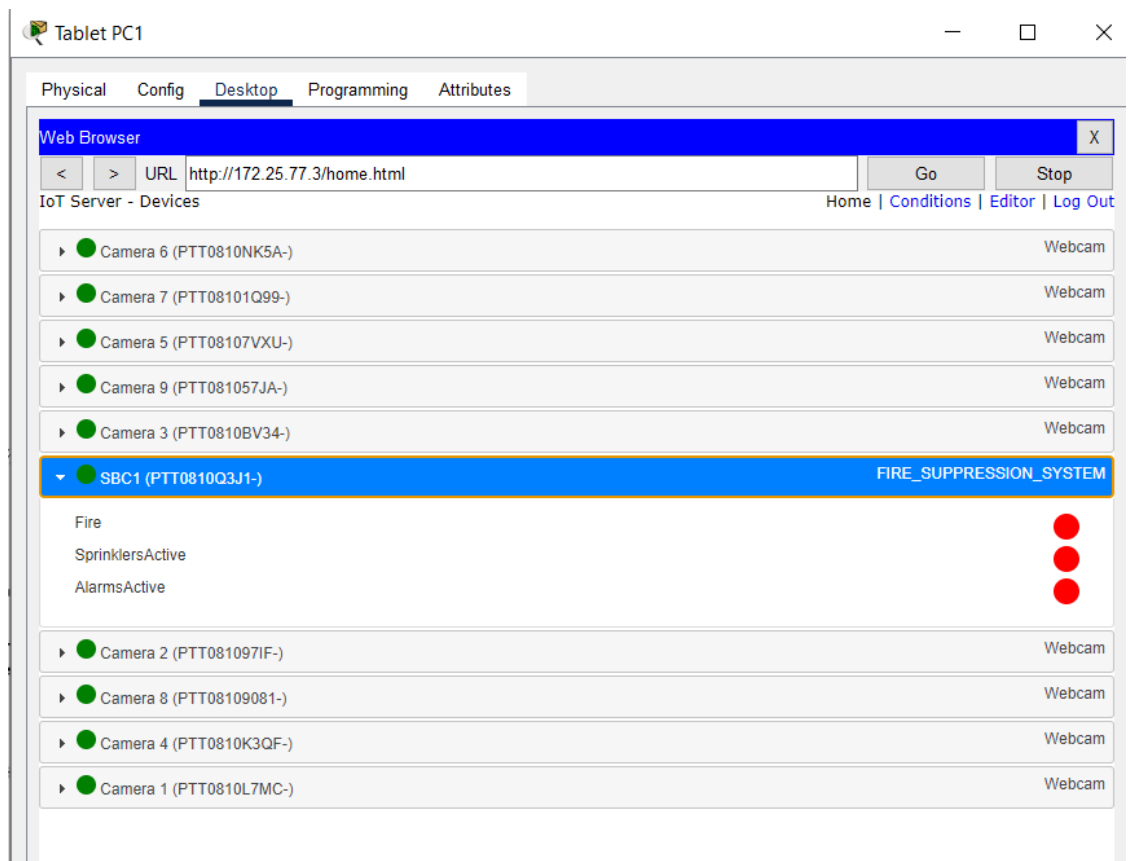 Tablet PC1
Physical Config Desktop Programming Attributes
Web Browser X
< > URL http://172.25.77.3/home.html Go Stop
IoT Server - Devices Home | Conditions | Editor | Log Out
Camera 6 (PTT0810NK5A-) Webcam
Camera 7 (PTT08101Q99-) Webcam
Camera 5 (PTT08107VXU-) Webcam
Camera 9 (PTT081057JA-) Webcam
Camera 3 (PTT0810BV34-) Webcam
SBC1 (PTT0810Q3J1-) FIRE_SUPPRESSION_SYSTEM
Fire
SprinklersActive
AlarmsActive
Camera 2 (PTT081097IF-) Webcam
Camera 8 (PTT08109081-) Webcam
Camera 4 (PTT0810K3QF-) Webcam
Camera 1 (PTT0810L7MC-) Webcam